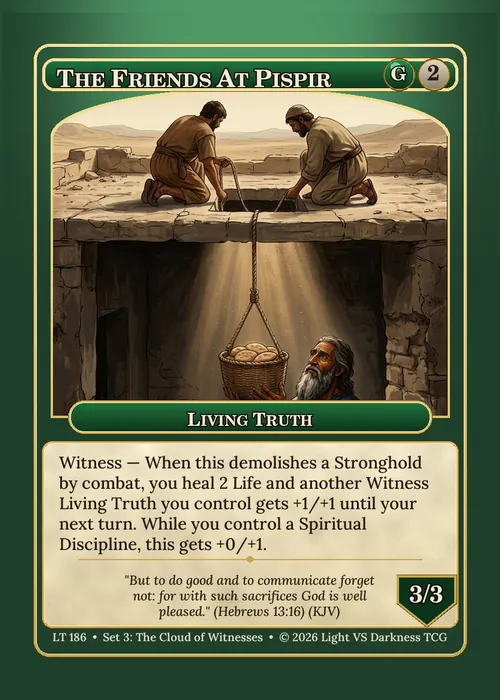 The Friends At Pispir G 2
Living Truth
Witness — When this demolishes a Stronghold
by combat, you heal 2 Life and another Witness
Living Truth you control gets +1/+1 until your
next turn. While you control a Spiritual
Discipline, this gets +0/+1.
"But to do good and to communicate forget
not: for with such sacrifices God is well
pleased." (Hebrews 13:16) (KJV)
3/3
LT 186 • Set 3: The Cloud of Witnesses • © 2026 Light VS Darkness TCG